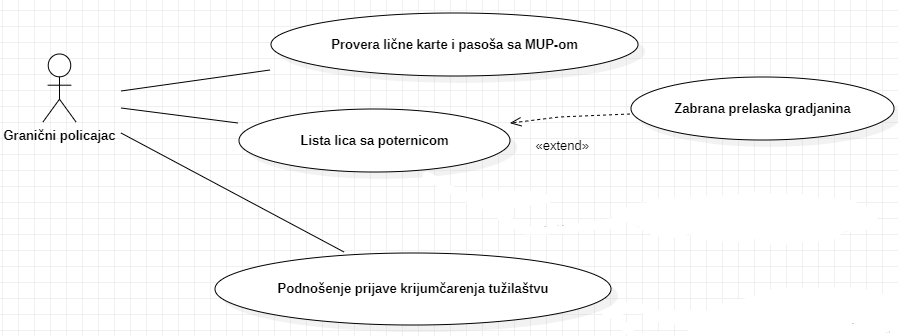 Provera lične karte i pasoša sa MUP-om
Granični policajac
Zabrana prelaska gradjanina
Lista lica sa poternicom
«extend»
Podnošenje prijave krijumčarenja tužilaštvu